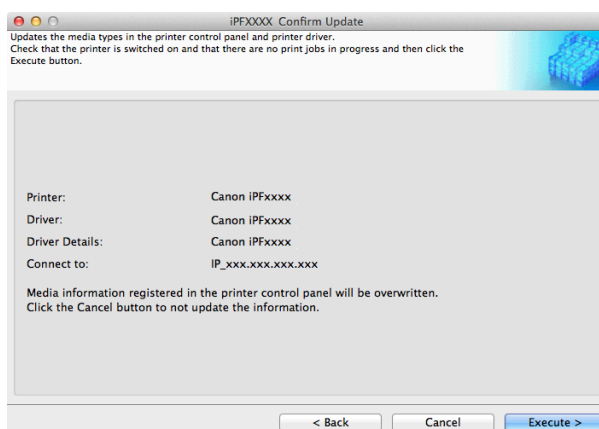 iPFXXXX Confirm Update
Updates the media types in the printer control panel and printer driver.
Check that the printer is switched on and that there are no print jobs in progress and then click the
Execute button.
Printer: Canon iPFxxxx
Driver: Canon iPFxxxx
Driver Details: Canon iPFxxxx
Connect to: IP_xxx.xxx.xxx.xxx
Media information registered in the printer control panel will be overwritten.
Click the Cancel button to not update the information.
< Back Cancel Execute >